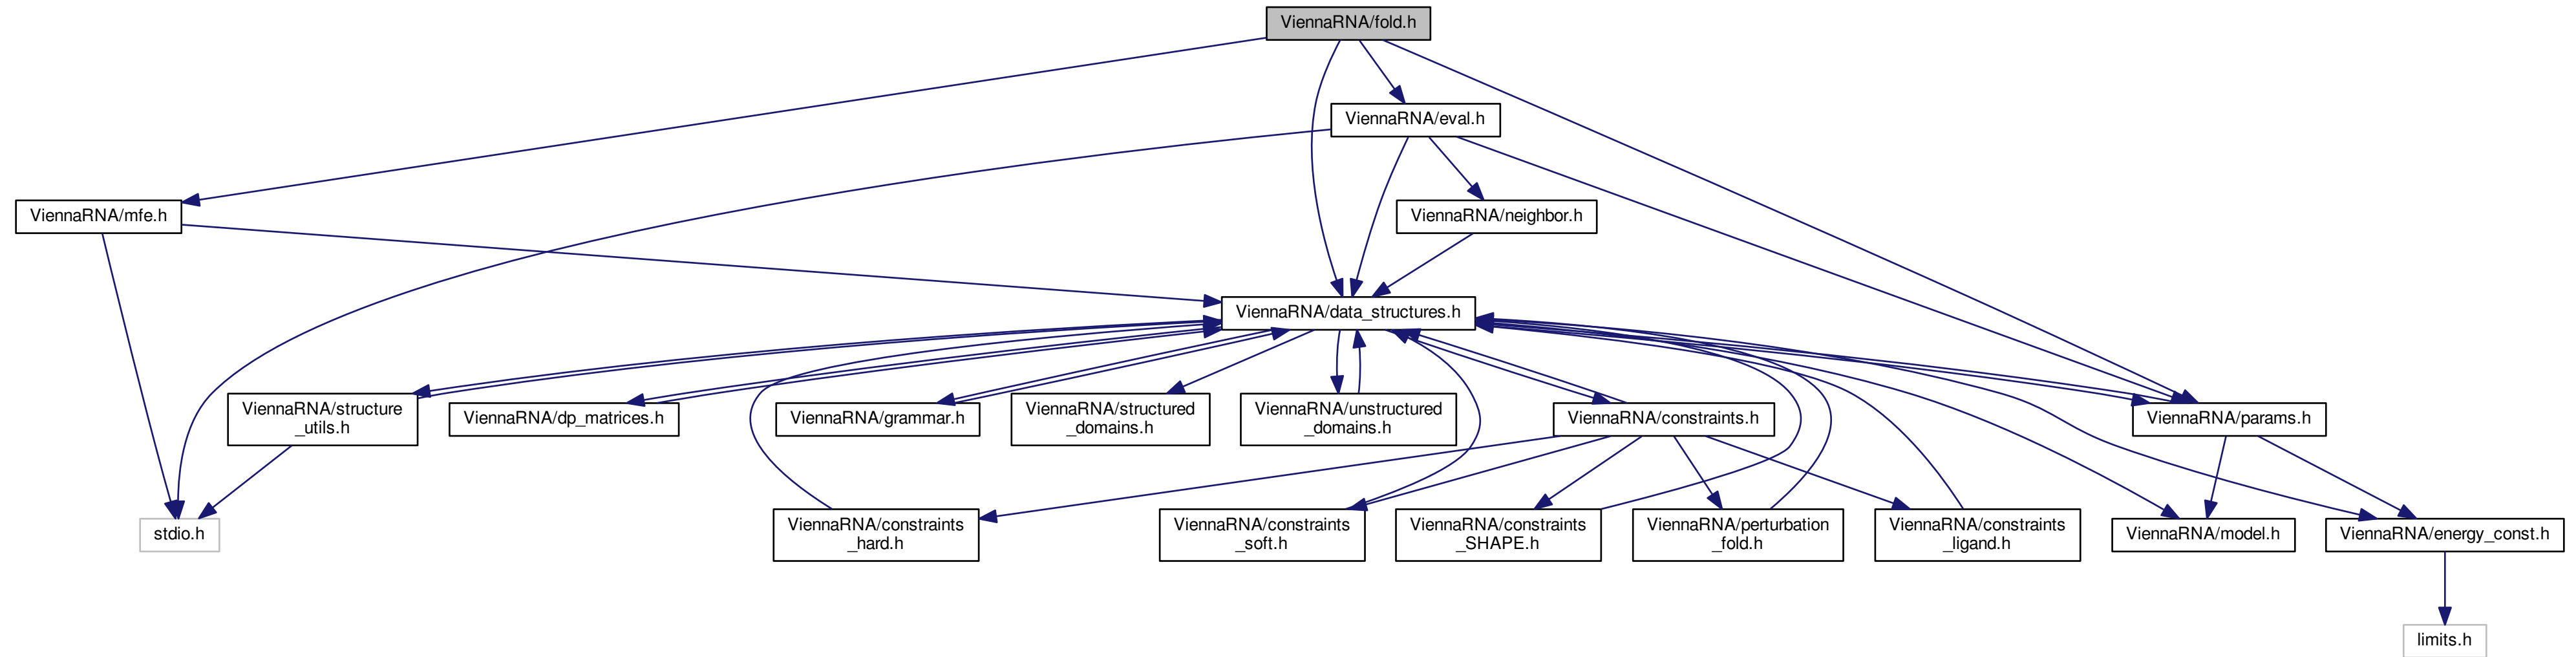 ViennaRNA/fold.h
ViennaRNA/eval.h
ViennaRNA/mfe.h
ViennaRNA/neighbor.h
ViennaRNA/data_structures.h
ViennaRNA/structure
_utils.h
ViennaRNA/dp_matrices.h
ViennaRNA/grammar.h
ViennaRNA/structured
_domains.h
ViennaRNA/unstructured
_domains.h
ViennaRNA/constraints.h
ViennaRNA/params.h
stdio.h
ViennaRNA/constraints
_hard.h
ViennaRNA/constraints
_soft.h
ViennaRNA/constraints
_SHAPE.h
ViennaRNA/perturbation
_fold.h
ViennaRNA/constraints
_ligand.h
ViennaRNA/model.h
ViennaRNA/energy_const.h
limits.h